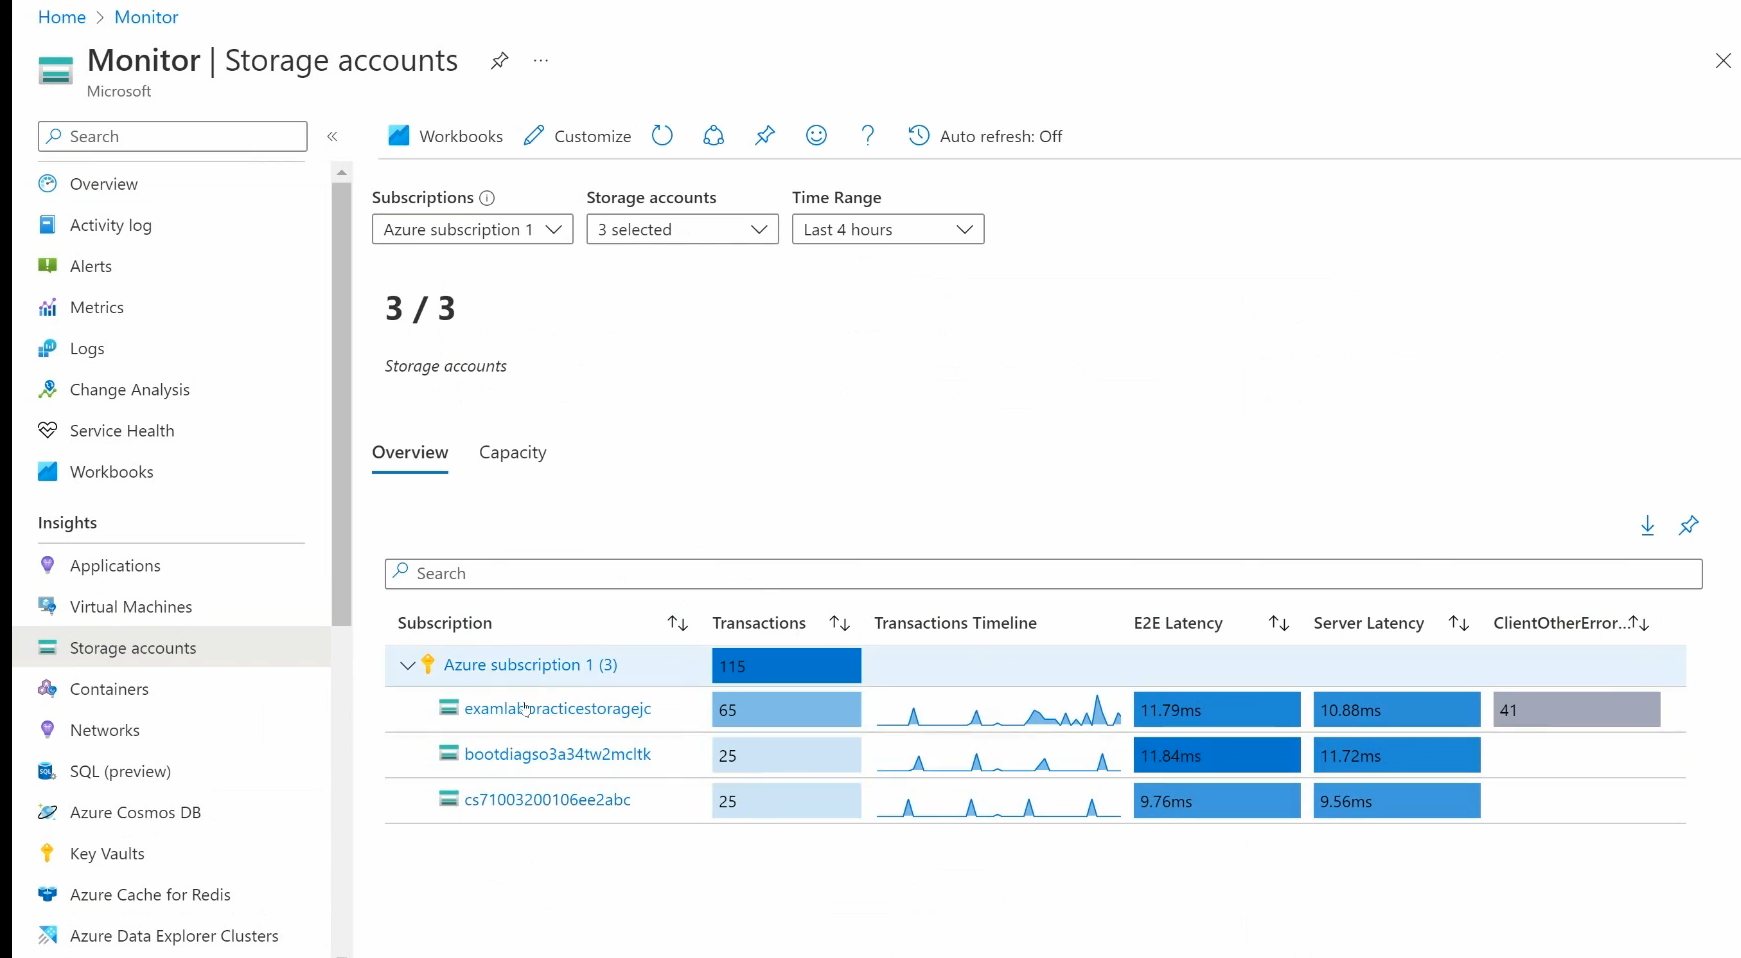 Home > Monitor
Monitor | Storage accounts
...
Microsoft
Search
«
Overview
Activity log
Alerts
Metrics
Logs
Change Analysis
Service Health
Workbooks
Insights
Applications
Virtual Machines
Storage accounts
Containers
Networks
SQL (preview)
Azure Cosmos DB
Key Vaults
Azure Cache for Redis
Azure Data Explorer Clusters
Workbooks Customize ? Auto refresh: Off
Subscriptions Storage accounts Time Range
Azure subscription 1 3 selected Last 4 hours
3 / 3
Storage accounts
Overview Capacity
Search
Subscription Transactions Transactions Timeline E2E Latency Server Latency ClientOtherError...
Azure subscription 1 (3) 115
examlabpracticestoragejc 65 11.79ms 10.88ms 41
bootdiagso3a34tw2mcltk 25 11.84ms 11.72ms
cs71003200106ee2abc 25 9.76ms 9.56ms